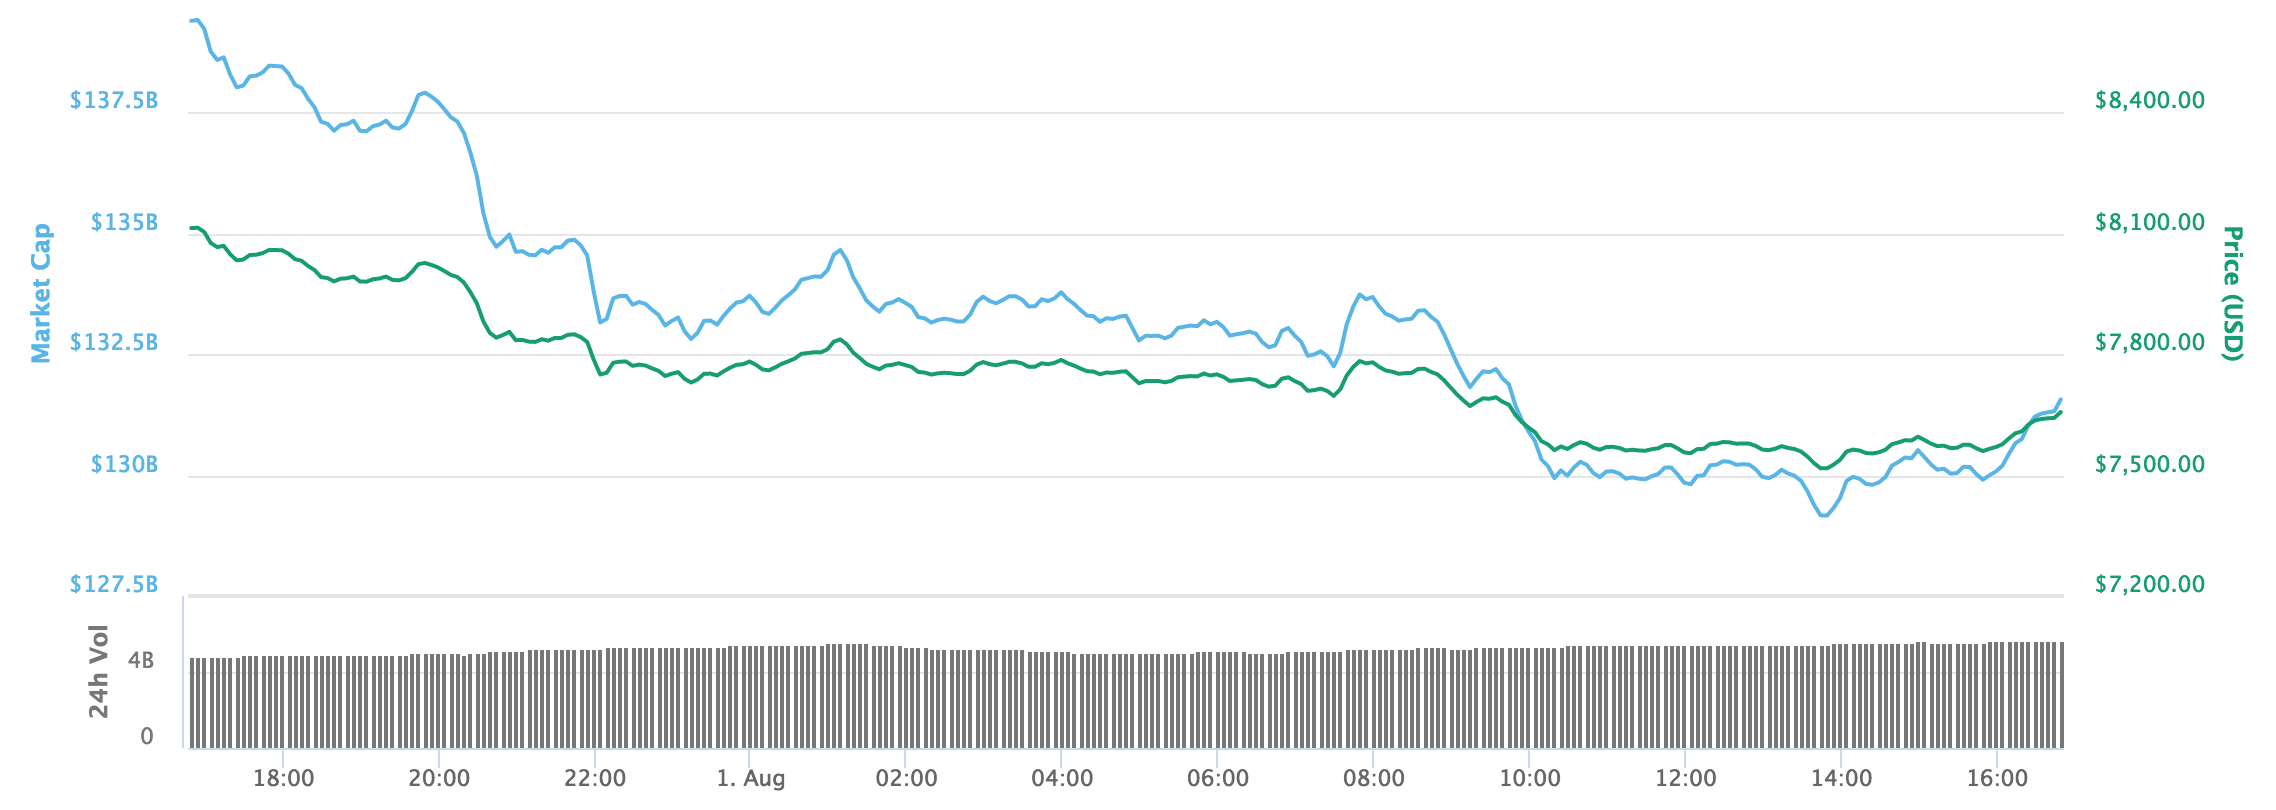 $137.5B
$8,400.00
$135B
$8,100.00
Market Cap
Price (USD)
$132.5B
$7,800.00
$130B
$7,500.00
$127.5B
$7,200.00
24h Vol
4B
0
18:00
20:00
22:00
1. Aug
02:00
04:00
06:00
08:00
10:00
12:00
14:00
16:00